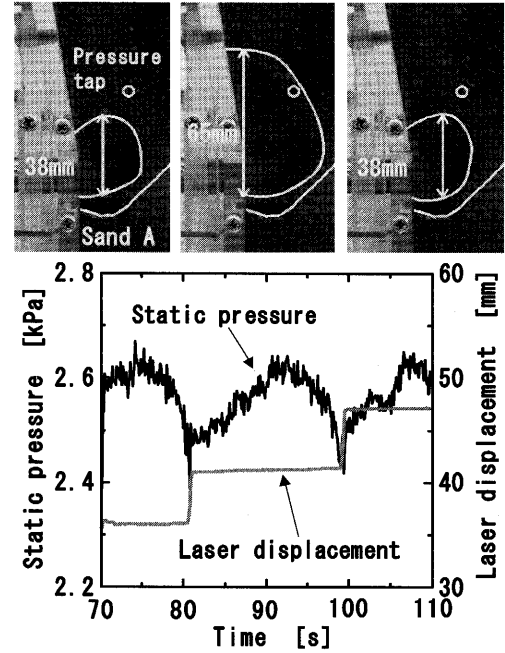 Pressure
tap
38mm
Sand A
65mm
38mm
Static pressure [kPa]
2.8
2.6
2.4
2.2
Static pressure
Laser displacement
60
50
40
30
Laser displacement [mm]
70 80 90 100 110
Time [s]